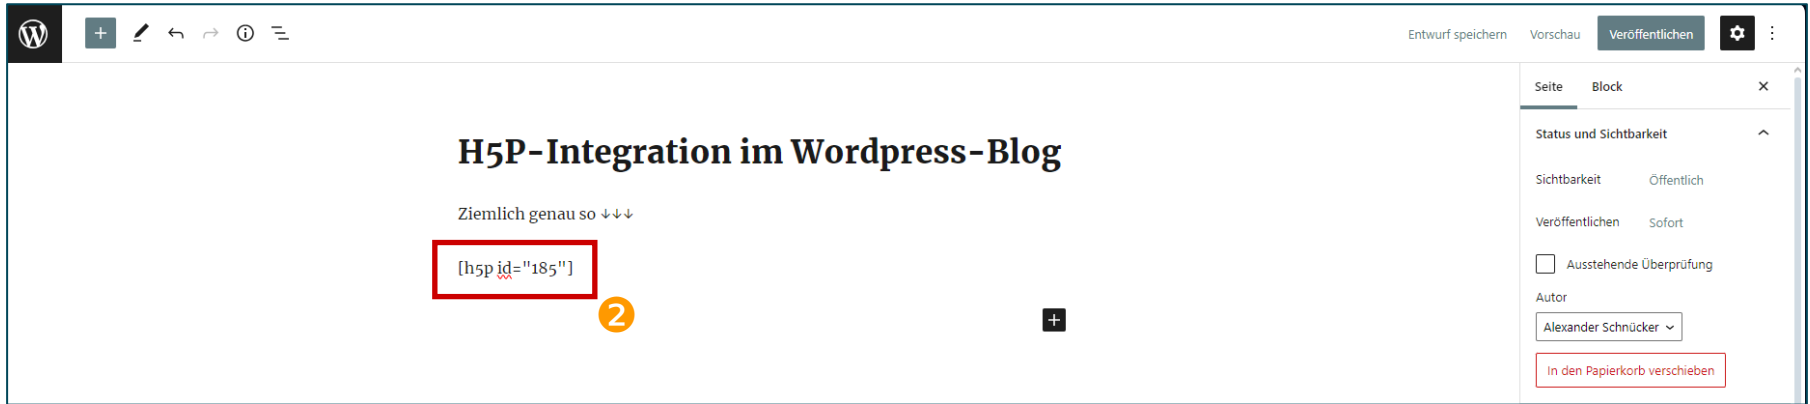 Entwurf speichern Vorschau Veröffentlichen
Seite Block
H5P-Integration im Wordpress-Blog
Status und Sichtbarkeit
Sichtbarkeit Öffentlich
Ziemlich genau so ↓↓↓
Veröffentlichen Sofort
[h5p id="185"]
Ausstehende Überprüfung
2
Autor
Alexander Schnücker
In den Papierkorb verschieben